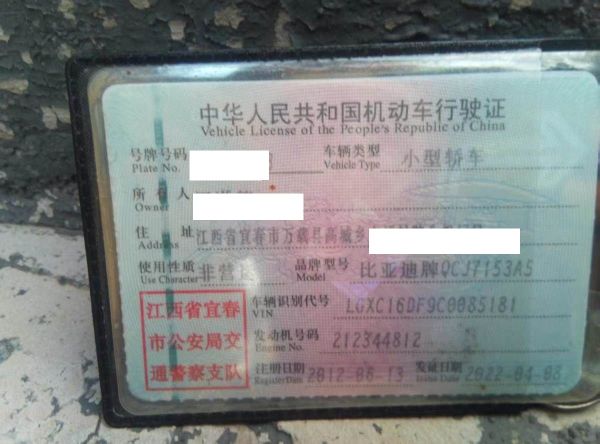 中华人民共和国机动车行驶证
Vehicle License of the People's Republic of China
号牌号码 车辆类型 小型轿车
Plate No. Vehicle Type
所有人
Owner
住址 江西省宜春市万载县高城乡
Address
使用性质 非营运 品牌型号 比亚迪牌QCJ7153A5
Use Character Model
江西省宜春市公安局交通警察支队
车辆识别代号 LGXC16DF9C0085181
VIN
发动机号码 212344812
Engine No.
注册日期 2012-06-13 发证日期 2022-04-08
Register Date Issue Date